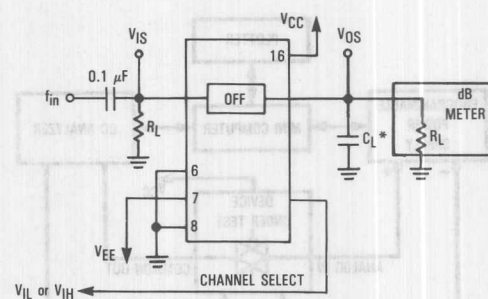 VCC
VIS
VOS
16
0.1 μF
fin
OFF
dB
METER
RL
CL*
RL
6
7
8
VEE
CHANNEL SELECT
VIL or VIH